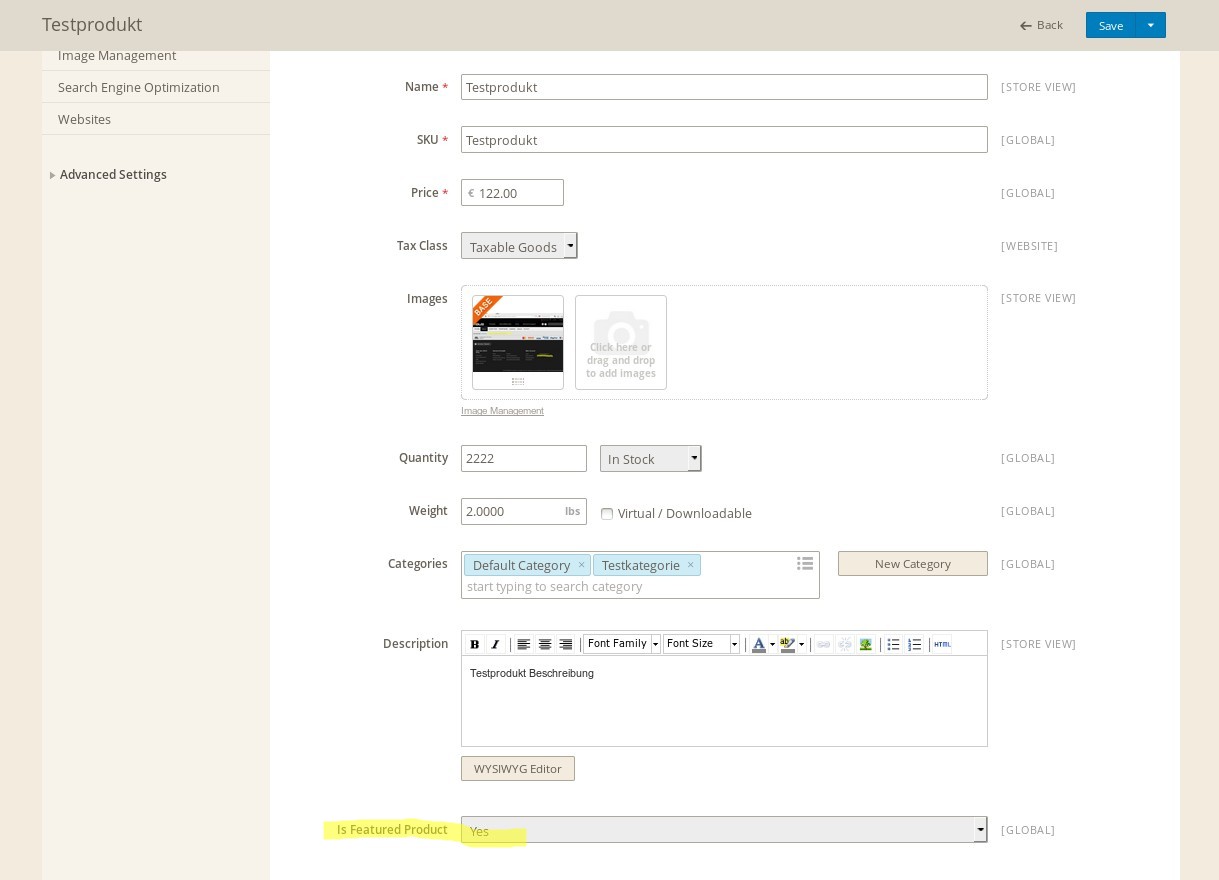 Testprodukt
Back
Save
Image Management
Search Engine Optimization
Websites
Advanced Settings
Name *
Testprodukt
[STORE VIEW]
SKU *
Testprodukt
[GLOBAL]
Price *
€ 122.00
[GLOBAL]
Tax Class
Taxable Goods
[WEBSITE]
Images
BASE
Click here or
drag and drop
to add images
[STORE VIEW]
Image Management
Quantity
2222
In Stock
[GLOBAL]
Weight
2.0000 lbs
Virtual / Downloadable
[GLOBAL]
Categories
Default Category ×
Testkategorie ×
start typing to search category
New Category
[GLOBAL]
Description
B I Font Family Font Size A ab HTML
[STORE VIEW]
Testprodukt Beschreibung
WYSIWYG Editor
Is Featured Product
Yes
[GLOBAL]